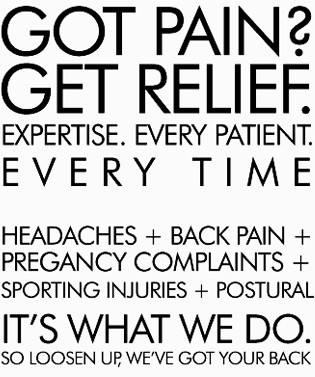 GOT PAIN?
GET RELIEF.
EXPERTISE. EVERY PATIENT.
EVERY TIME
HEADACHES + BACK PAIN +
PREGANCY COMPLAINTS +
SPORTING INJURIES + POSTURAL
IT'S WHAT WE DO.
SO LOOSEN UP, WE'VE GOT YOUR BACK